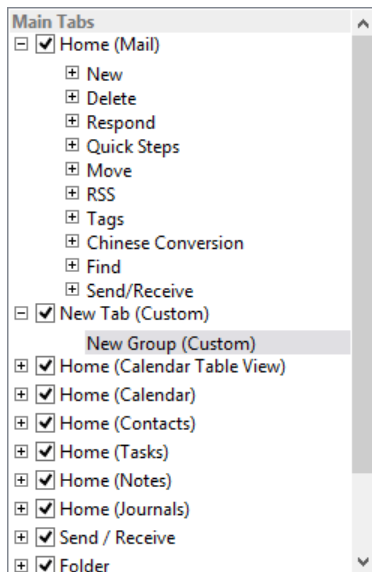 Main Tabs
Home (Mail)
New
Delete
Respond
Quick Steps
Move
RSS
Tags
Chinese Conversion
Find
Send/Receive
New Tab (Custom)
New Group (Custom)
Home (Calendar Table View)
Home (Calendar)
Home (Contacts)
Home (Tasks)
Home (Notes)
Home (Journals)
Send / Receive
Folder